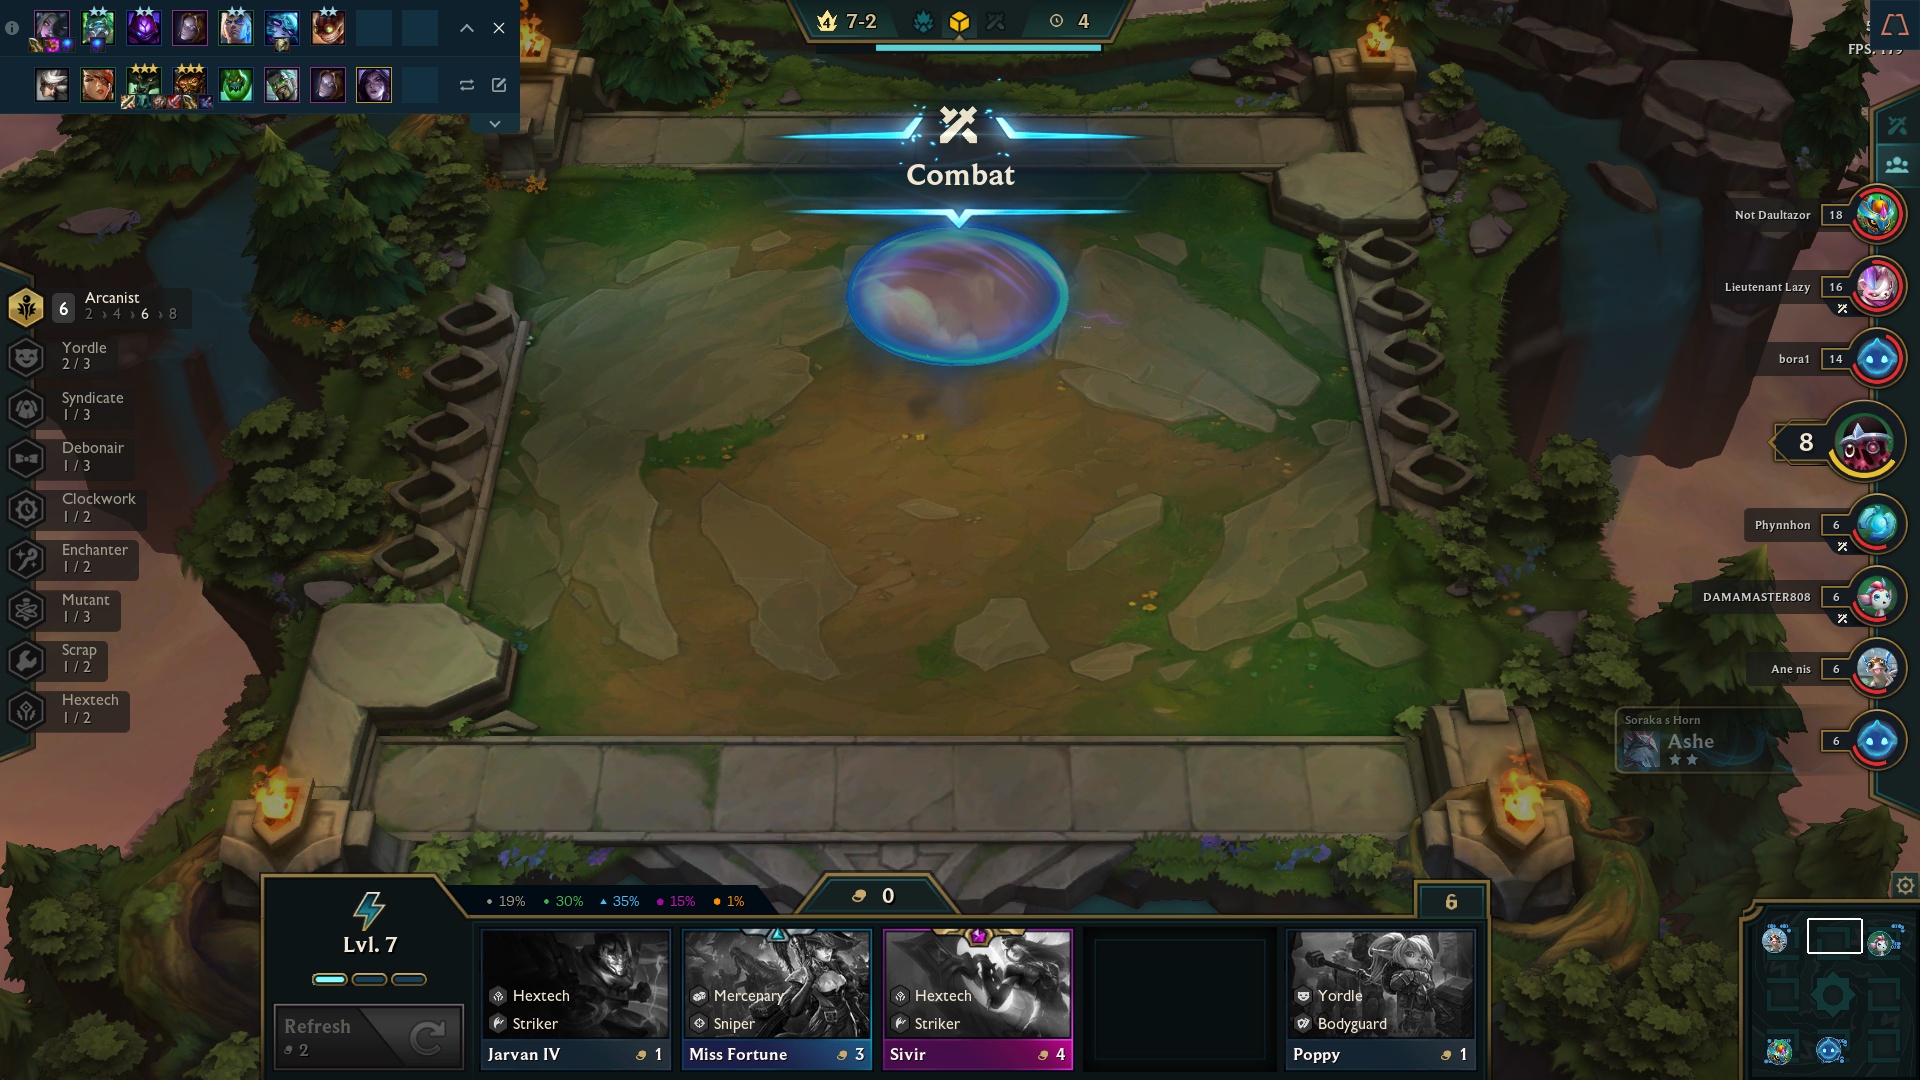 4
7-2
4
FPS: 179
Combat
6
Arcanist
2 › 4 › 6 › 8
Yordle
2 / 3
Syndicate
1 / 3
Debonair
1 / 3
Clockwork
1 / 2
Enchanter
1 / 2
Mutant
1 / 3
Scrap
1 / 2
Hextech
1 / 2
Not Daultazor 18
Lieutenant Lazy 16
bora1 14
8
Phynnhon 6
DAMAMASTER808 6
Ane nis 6
6
Soraka s Horn
Ashe
Lvl. 7
19% 30% 35% 15% 1%
0
6
Refresh
2
Hextech
Striker
Jarvan IV 1
Mercenary
Sniper
Miss Fortune 3
Hextech
Striker
Sivir 4
Yordle
Bodyguard
Poppy 1